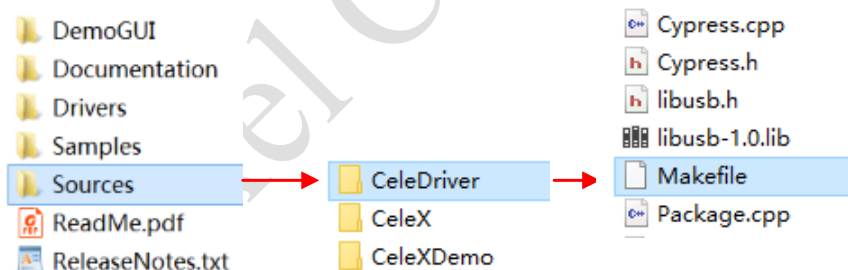 DemoGUI
Documentation
Drivers
Samples
Sources
ReadMe.pdf
ReleaseNotes.txt
CeleDriver
CeleX
CeleXDemo
Cypress.cpp
Cypress.h
libusb.h
libusb-1.0.lib
Makefile
Package.cpp